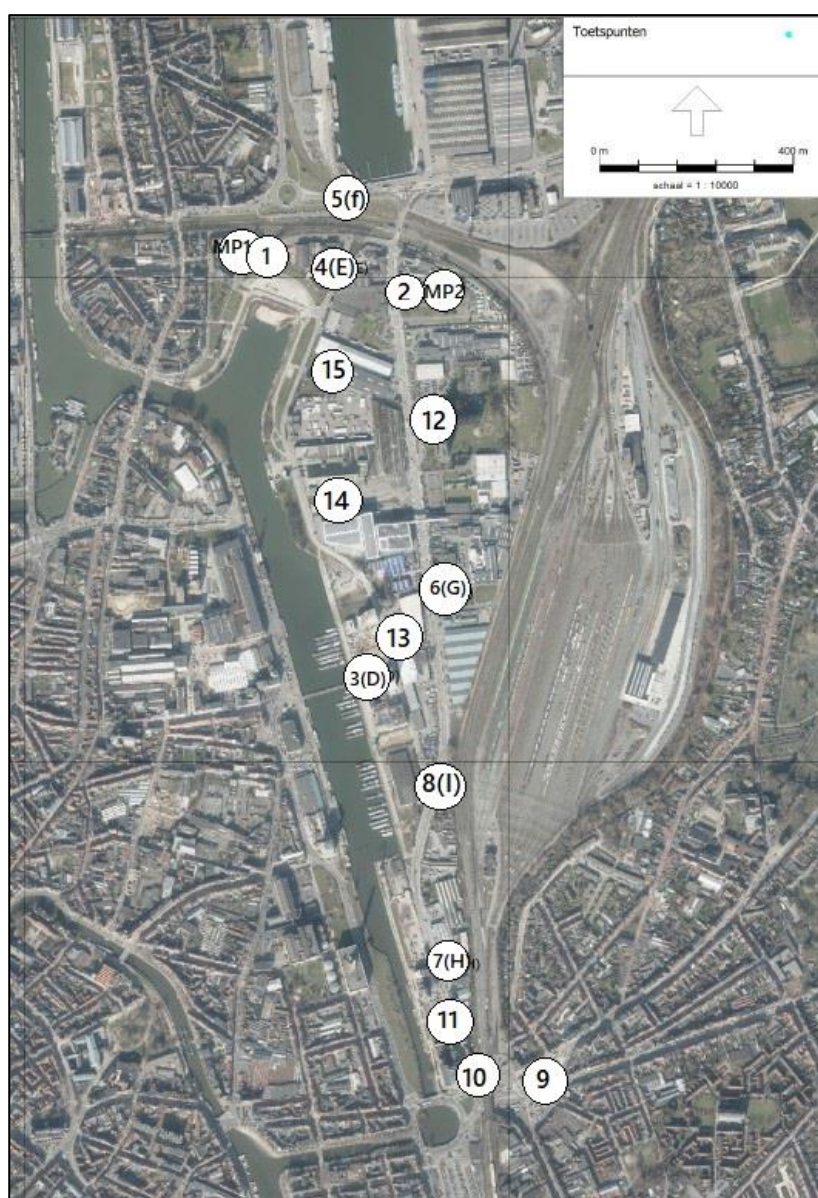 Toetspunten
0 m
400 m
schaal = 1 : 10000
5(f)
MP1
1
4(E)
2
MP2
15
12
14
6(G)
13
3(D)
8(I)
7(H)
11
10
9